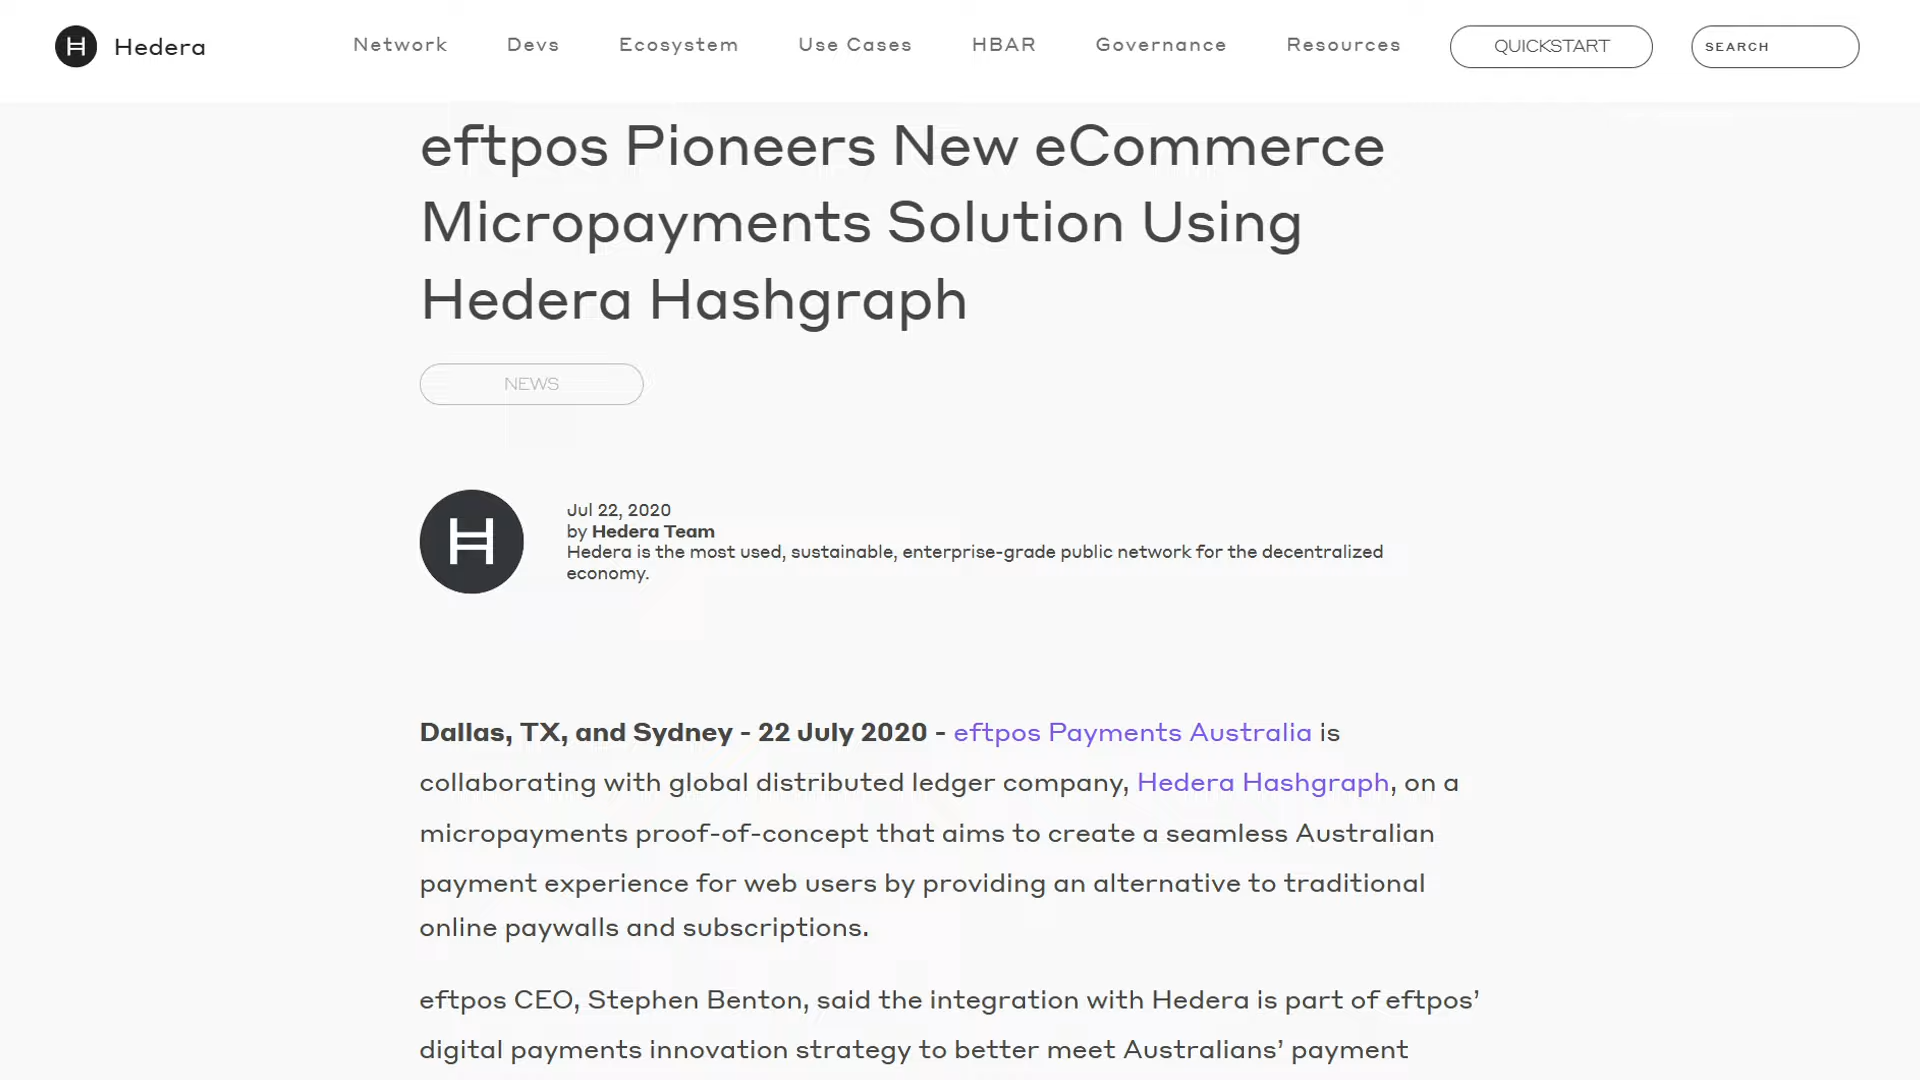 Hedera
Network Devs Ecosystem Use Cases HBAR Governance Resources QUICKSTART SEARCH
eftpos Pioneers New eCommerce
Micropayments Solution Using
Hedera Hashgraph
NEWS
Jul 22, 2020
by Hedera Team
Hedera is the most used, sustainable, enterprise-grade public network for the decentralized
economy.
Dallas, TX, and Sydney - 22 July 2020 - eftpos Payments Australia is
collaborating with global distributed ledger company, Hedera Hashgraph, on a
micropayments proof-of-concept that aims to create a seamless Australian
payment experience for web users by providing an alternative to traditional
online paywalls and subscriptions.
eftpos CEO, Stephen Benton, said the integration with Hedera is part of eftpos’
digital payments innovation strategy to better meet Australians’ payment